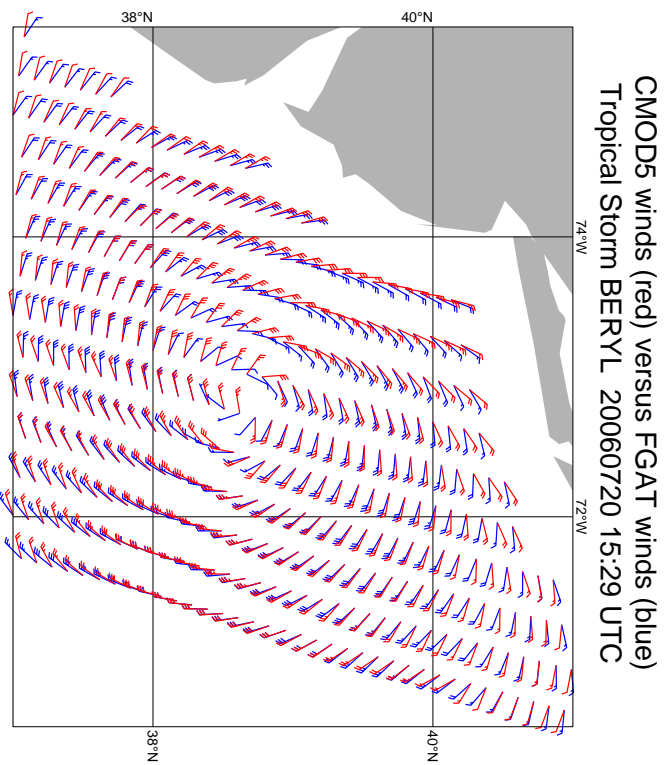 CMOD5 winds (red) versus FGAT winds (blue)
Tropical Storm BERYL 20060720 15:29 UTC
38°N
40°N
74°W
72°W
38°N
40°N